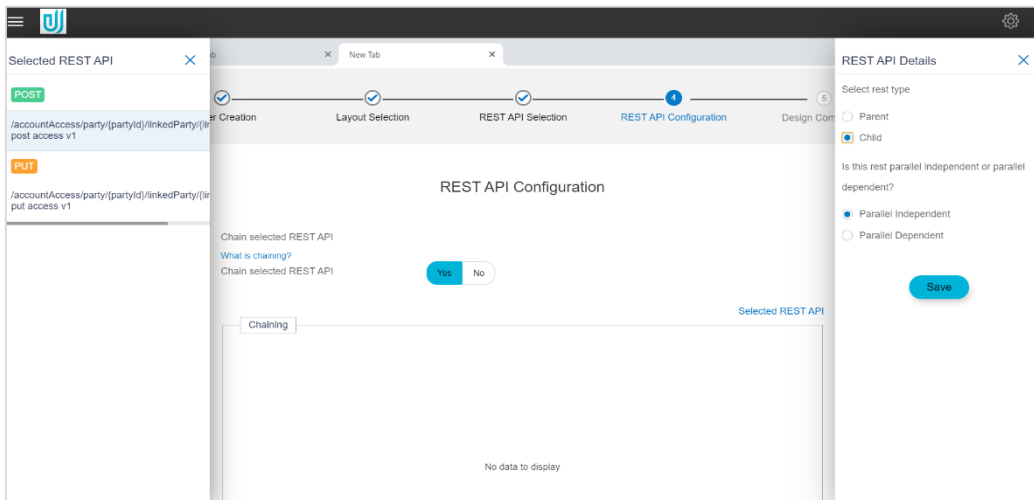 Selected REST API
POST
/accountAccess/party/{partyId}/linkedParty/
post access v1
PUT
/accountAccess/party/{partyId}/linkedParty/
put access v1
New Tab
er Creation
Layout Selection
REST API Selection
4
REST API Configuration
5
Design Com
REST API Configuration
Chain selected REST API
What is chaining?
Chain selected REST API
Yes
No
Selected REST API
Chaining
No data to display
REST API Details
Select rest type
Parent
Child
Is this rest parallel independent or parallel
dependent?
Parallel Independent
Parallel Dependent
Save